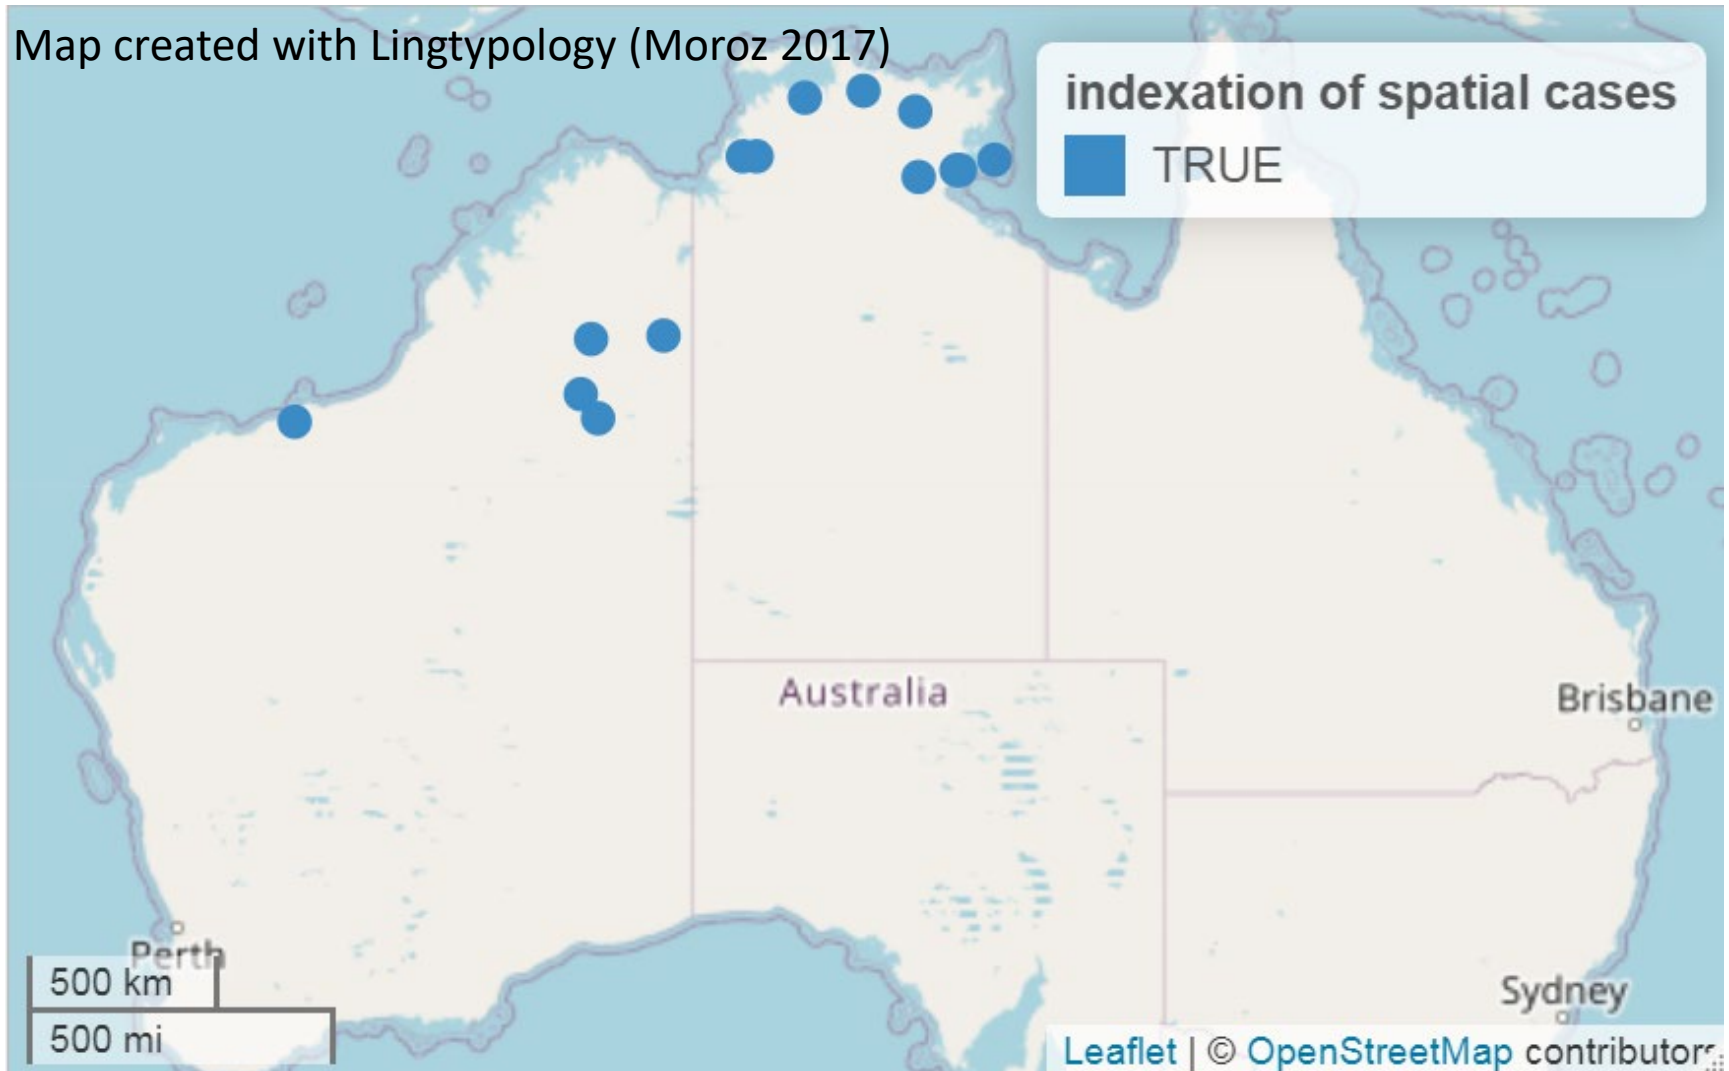 Map created with Lingtypology (Moroz 2017)
indexation of spatial cases
TRUE
Australia
Brisbane
Perth
500 km
500 mi
Sydney
Leaflet | © OpenStreetMap contributors